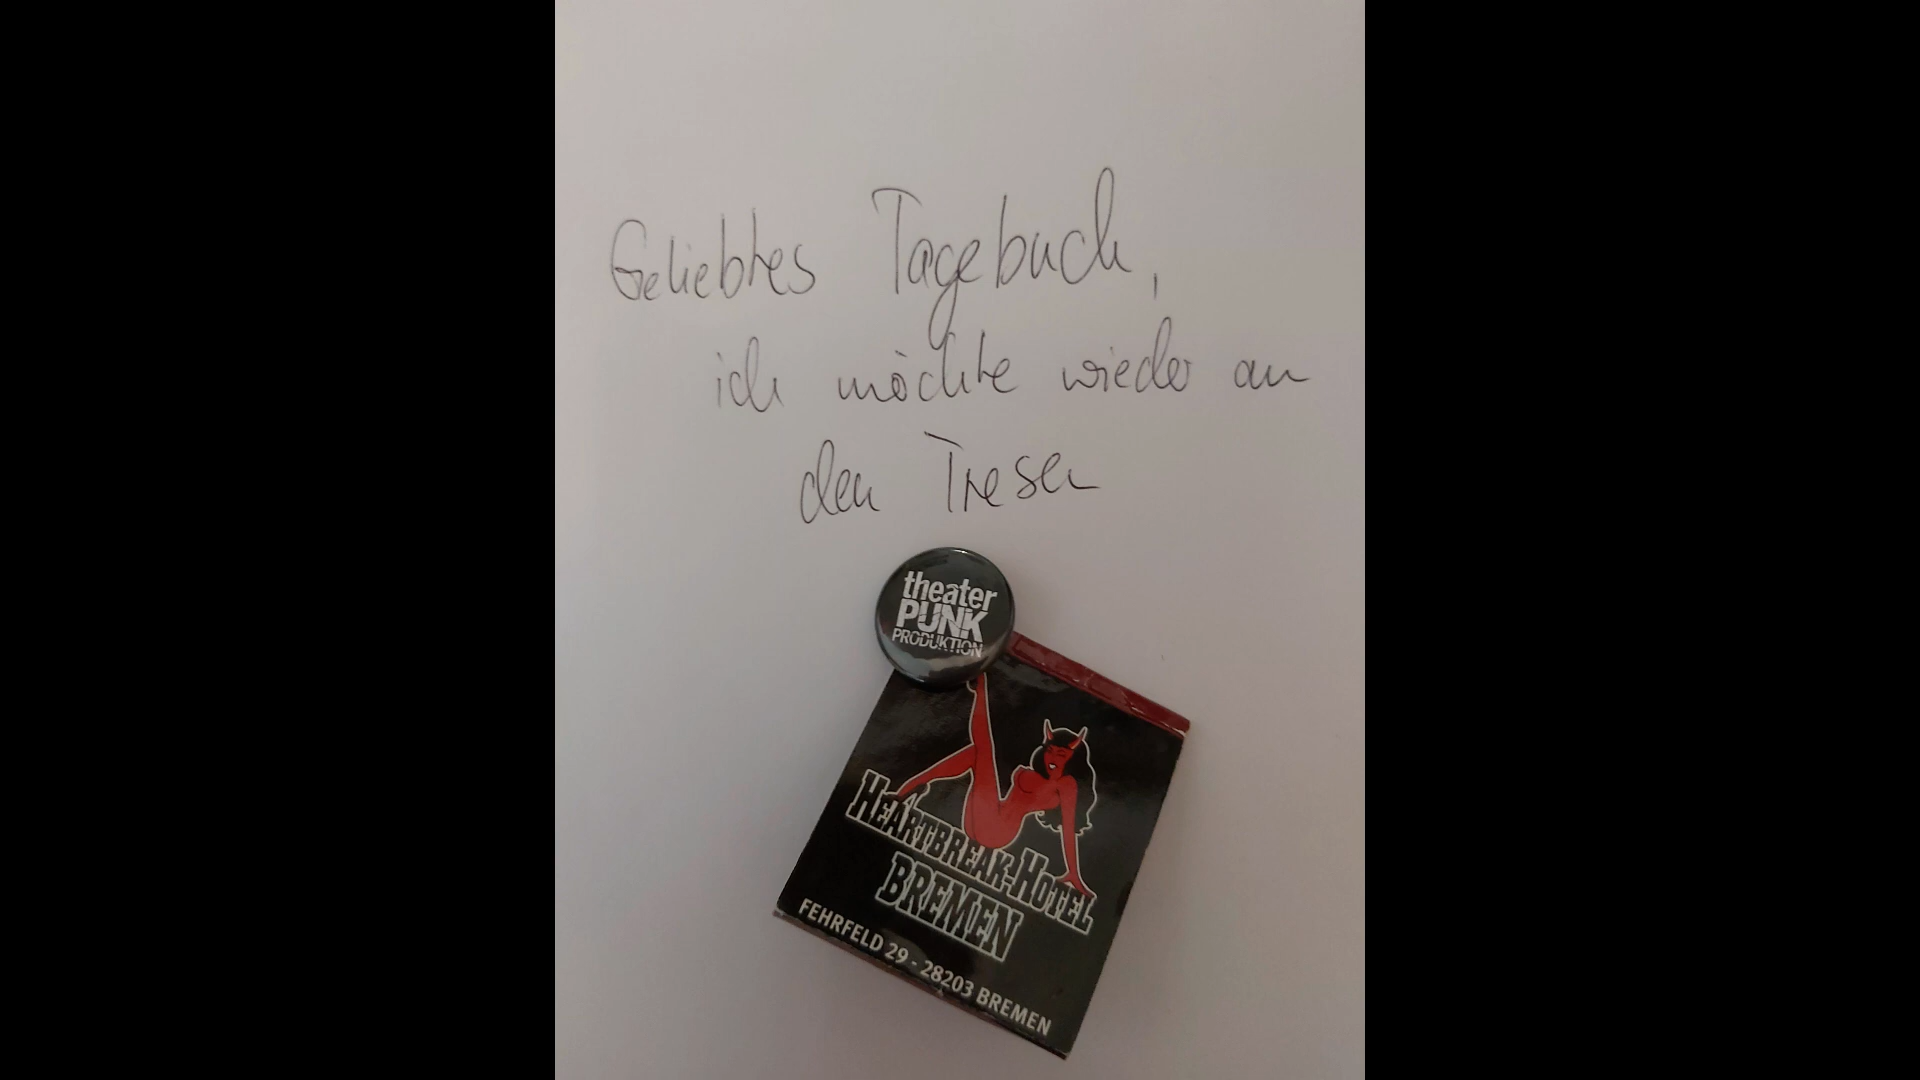 Geliebtes Tagebuch,
ich möchte wieder an
den Tresen
theater
PUNK
PRODUKTION
HEARTBREAK-HOTEL
BREMEN
FEHRFELD 29 - 28203 BREMEN